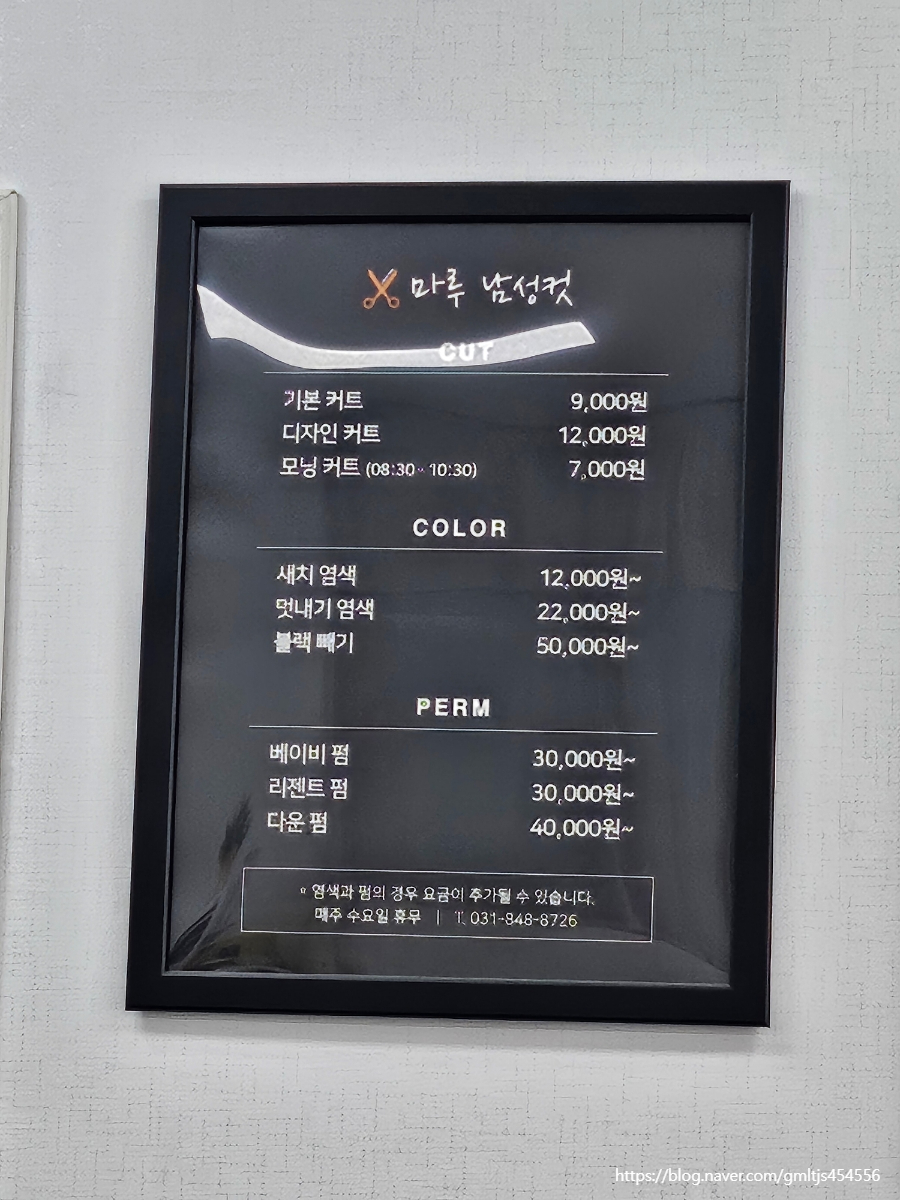 마루 남성컷
CUT
기본 커트 9,000원
디자인 커트 12,000원
모닝 커트 (08:30~10:30) 7,000원
COLOR
새치 염색 12,000원~
멋내기 염색 22,000원~
블랙 빼기 50,000원~
PERM
베이비 펌 30,000원~
리젠트 펌 30,000원~
다운 펌 40,000원~
* 염색과 펌의 경우 요금이 추가될 수 있습니다.
매주 수요일 휴무 | T. 031-848-8726
https://blog.naver.com/gmltjs454556